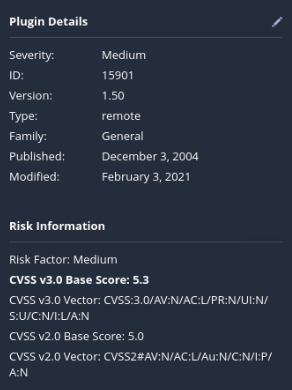 Plugin Details
Severity: Medium
ID: 15901
Version: 1.50
Type: remote
Family: General
Published: December 3, 2004
Modified: February 3, 2021
Risk Information
Risk Factor: Medium
CVSS v3.0 Base Score: 5.3
CVSS v3.0 Vector: CVSS:3.0/AV:N/AC:L/PR:N/UI:N/
S:U/C:N/I:L/A:N
CVSS v2.0 Base Score: 5.0
CVSS v2.0 Vector: CVSS2#AV:N/AC:L/Au:N/C:N/I:P/
A:N